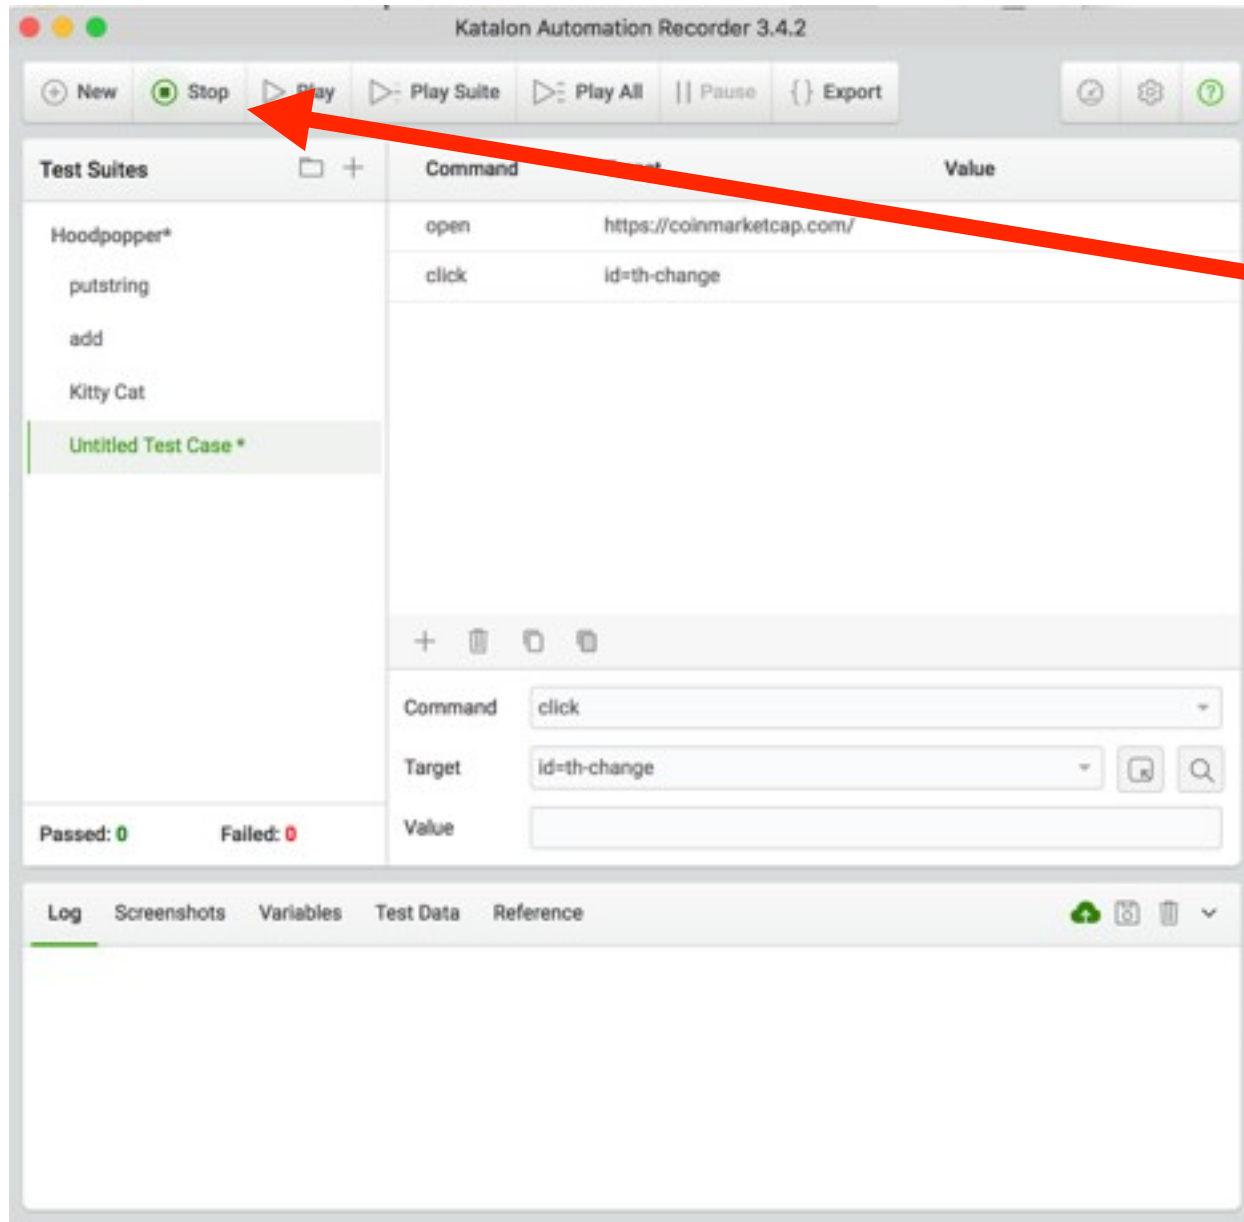 Katalon Automation Recorder 3.4.2
New Stop Play Play Suite Play All Pause Export
Test Suites
Command Value
Hoodpopper*
putstring
add
Kitty Cat
Untitled Test Case *
open https://coinmarketcap.com/
click id=th-change
Command click
Target id=th-change
Value
Passed: 0 Failed: 0
Log Screenshots Variables Test Data Reference